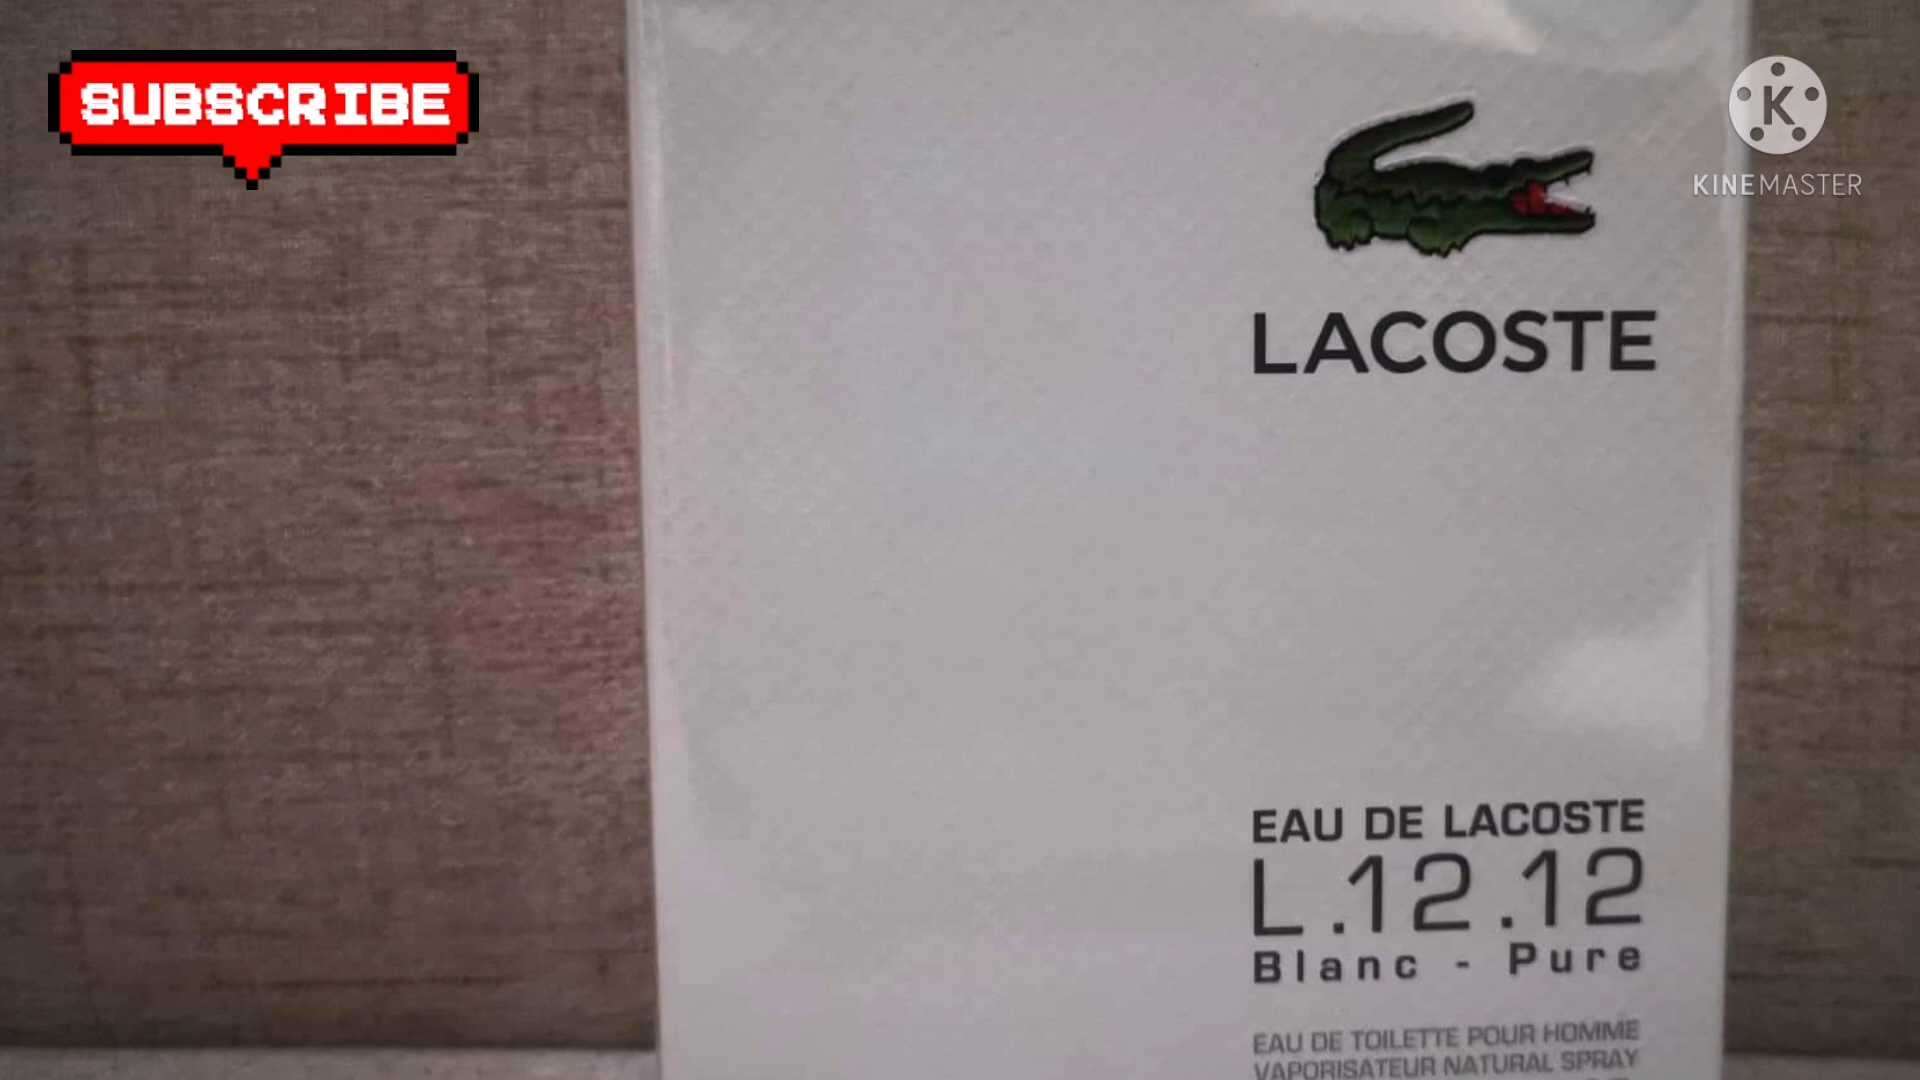 SUBSCRIBE
K
KINEMASTER
LACOSTE
EAU DE LACOSTE
L.12.12
Blanc - Pure
EAU DE TOILETTE POUR HOMME
VAPORISATEUR NATURAL SPRAY